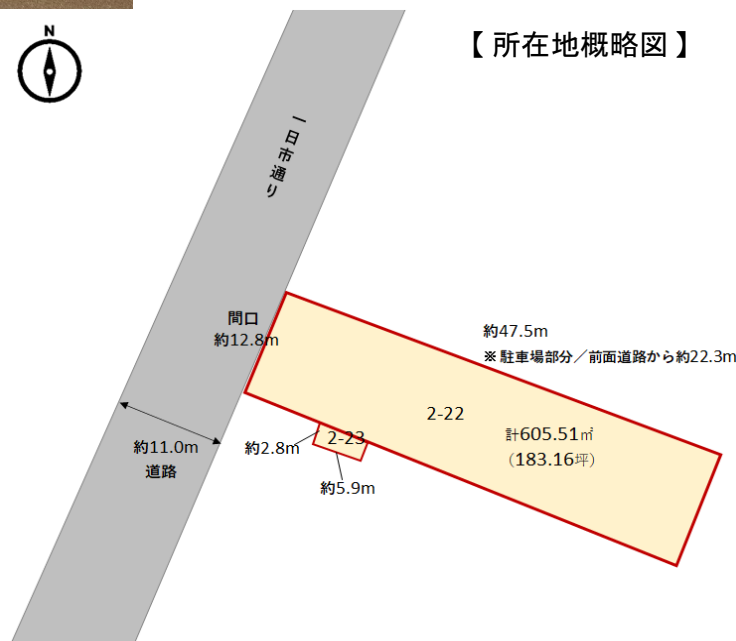 【 所在地概略図 】
N
一日市通り
間口
約12.8m
約47.5m
※ 駐車場部分／前面道路から約22.3m
2-22
計605.51㎡
（183.16坪）
2-23
約2.8m
約5.9m
約11.0m
道路